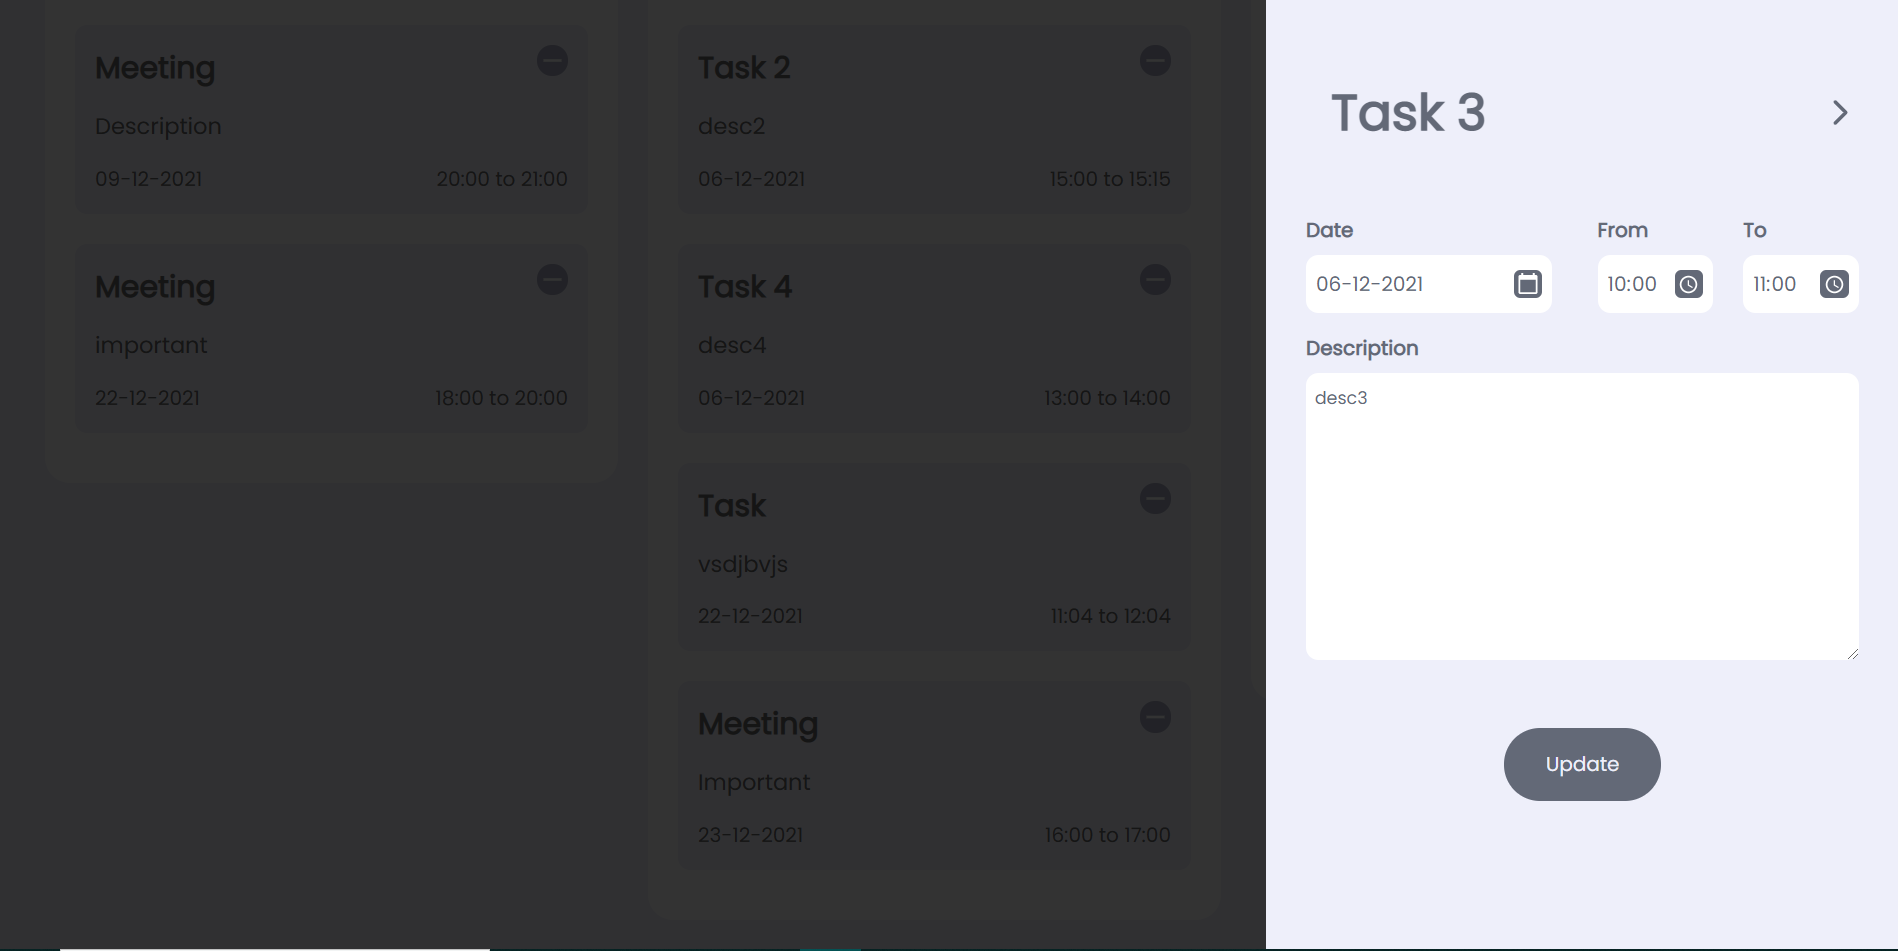 Meeting
Description
09-12-2021 20:00 to 21:00
Meeting
important
22-12-2021 18:00 to 20:00
Task 2
desc2
06-12-2021 15:00 to 15:15
Task 4
desc4
06-12-2021 13:00 to 14:00
Task
vsdjbvjs
22-12-2021 11:04 to 12:04
Meeting
Important
23-12-2021 16:00 to 17:00
Task 3
Date From To
06-12-2021 10:00 11:00
Description
desc3
Update